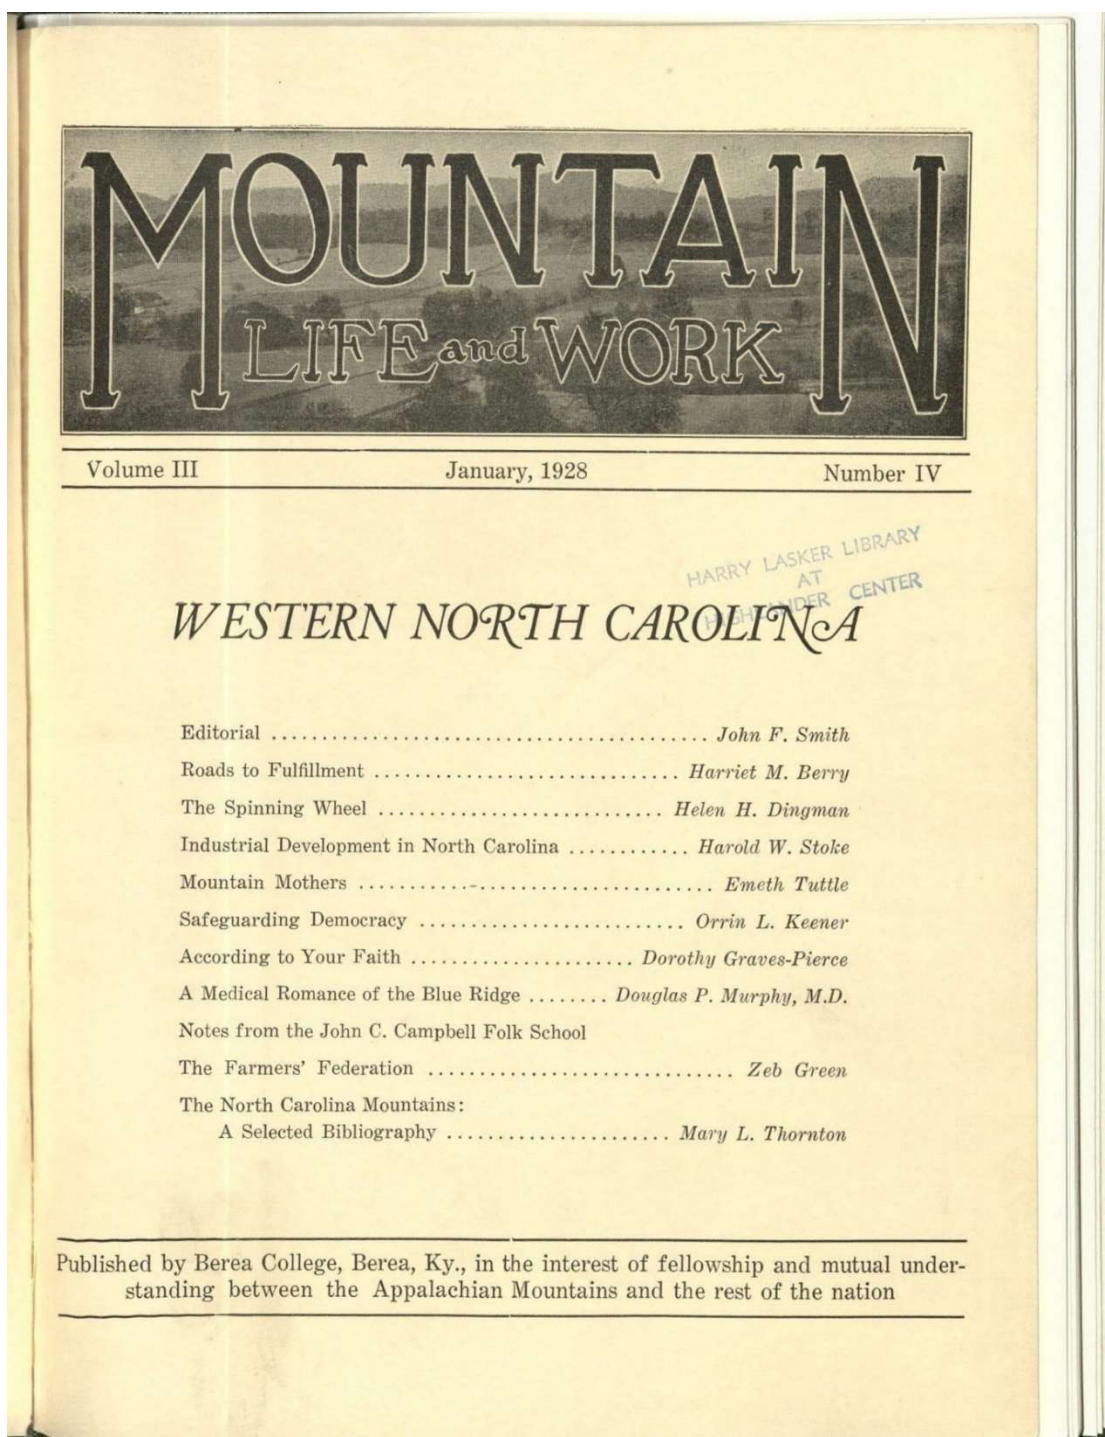 MOUNTAIN
LIFE and WORK
Volume III January, 1928 Number IV
HARRY LASKER LIBRARY
AT
HIGHLANDER CENTER
WESTERN NORTH CAROLINA
Editorial ........................................... John F. Smith
Roads to Fulfillment .............................. Harriet M. Berry
The Spinning Wheel ............................ Helen H. Dingman
Industrial Development in North Carolina ............ Harold W. Stoke
Mountain Mothers ................................... Emeth Tuttle
Safeguarding Democracy .......................... Orrin L. Keener
According to Your Faith ...................... Dorothy Graves-Pierce
A Medical Romance of the Blue Ridge ........ Douglas P. Murphy, M.D.
Notes from the John C. Campbell Folk School
The Farmers' Federation .............................. Zeb Green
The North Carolina Mountains:
A Selected Bibliography ...................... Mary L. Thornton
Published by Berea College, Berea, Ky., in the interest of fellowship and mutual under-
standing between the Appalachian Mountains and the rest of the nation